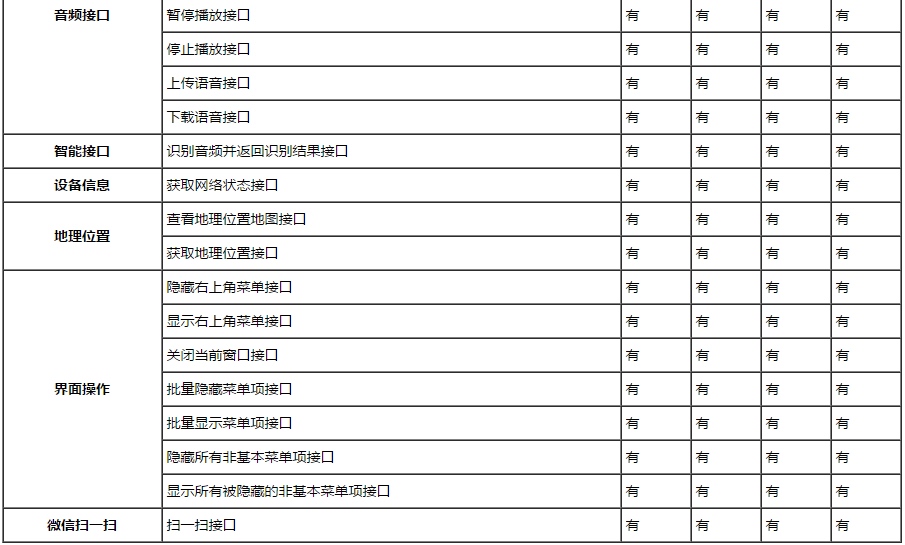 音频接口 暂停播放接口 有 有 有 有
停止播放接口 有 有 有 有
上传语音接口 有 有 有 有
下载语音接口 有 有 有 有
智能接口 识别音频并返回识别结果接口 有 有 有 有
设备信息 获取网络状态接口 有 有 有 有
地理位置 查看地理位置地图接口 有 有 有 有
获取地理位置接口 有 有 有 有
界面操作 隐藏右上角菜单接口 有 有 有 有
显示右上角菜单接口 有 有 有 有
关闭当前窗口接口 有 有 有 有
批量隐藏菜单项接口 有 有 有 有
批量显示菜单项接口 有 有 有 有
隐藏所有非基本菜单项接口 有 有 有 有
显示所有被隐藏的非基本菜单项接口 有 有 有 有
微信扫一扫 扫一扫接口 有 有 有 有